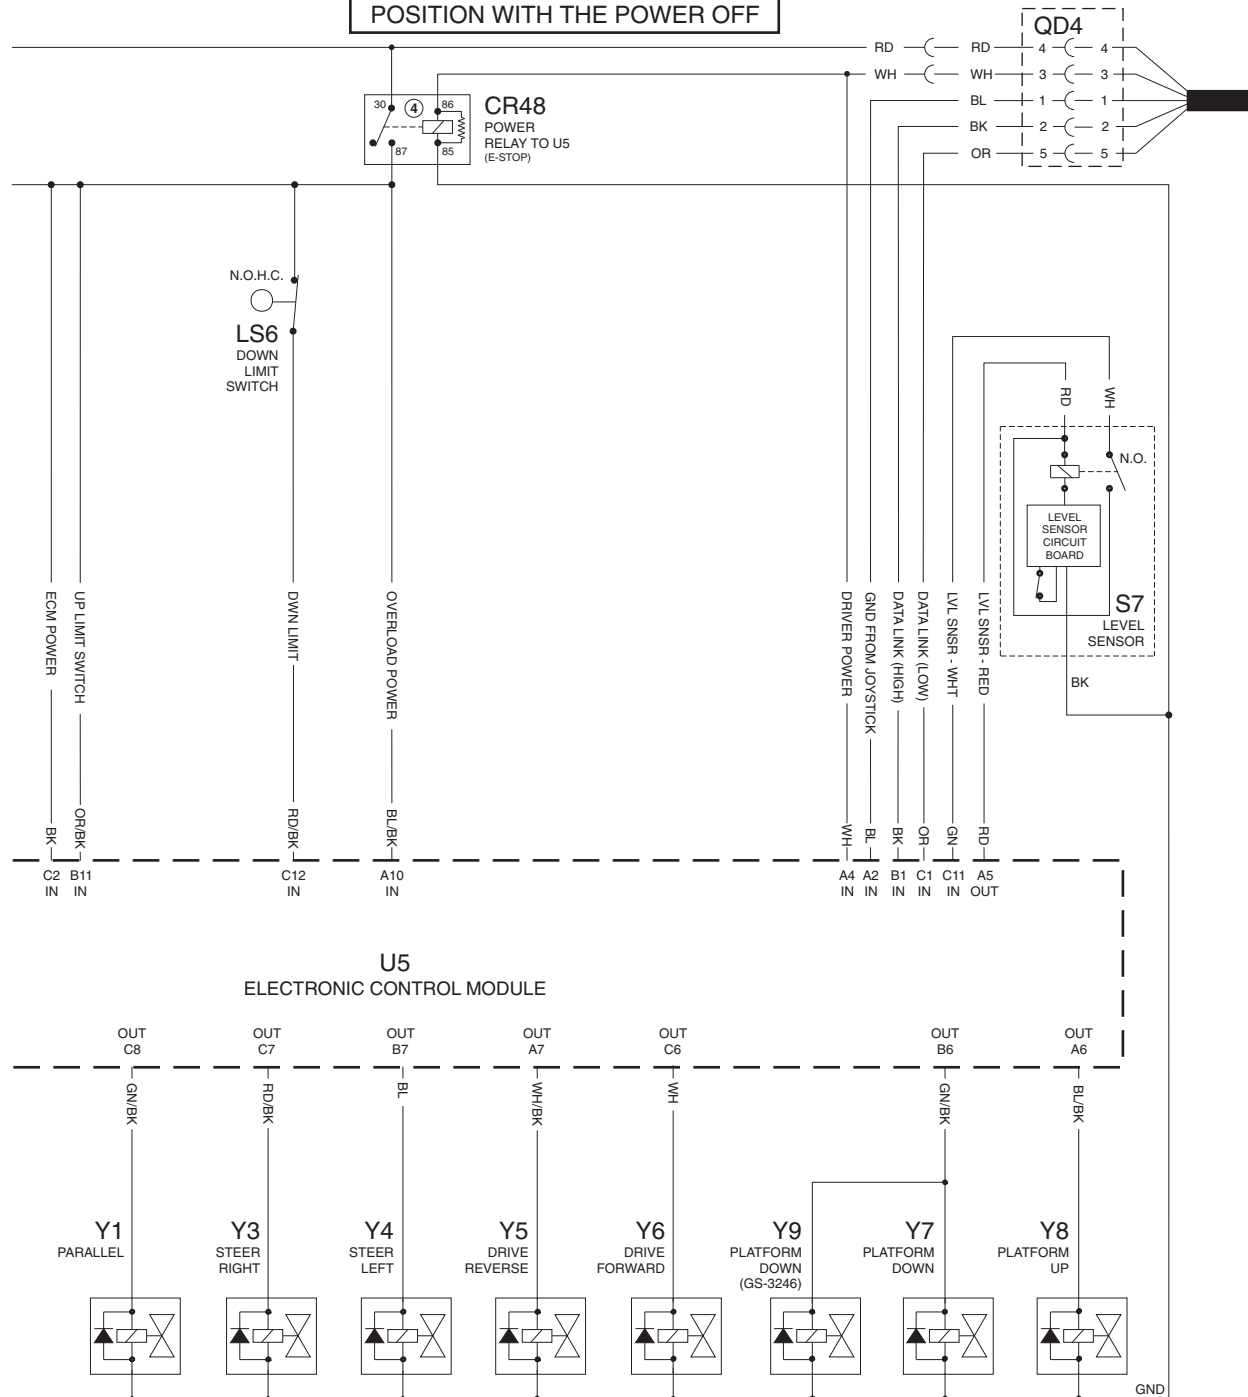 POSITION WITH THE POWER OFF
QD4
RD RD 4 4
WH WH 3 3
BL 1 1
BK 2 2
OR 5 5
30 4 86
87 85
CR48
POWER
RELAY TO U5
(E-STOP)
N.O.H.C.
LS6
DOWN
LIMIT
SWITCH
RD WH
N.O.
LEVEL
SENSOR
CIRCUIT
BOARD
S7
LEVEL
SENSOR
BK
ECM POWER
UP LIMIT SWITCH
DWN LIMIT
OVERLOAD POWER
DRIVER POWER
GND FROM JOYSTICK
DATA LINK (HIGH)
DATA LINK (LOW)
LVL SNSR - WHT
LVL SNSR - RED
BK OR/BK RD/BK BL/BK WH BL BK OR GN RD
C2 B11 C12 A10 A4 A2 B1 C1 C11 A5
IN IN IN IN IN IN IN IN IN OUT
U5
ELECTRONIC CONTROL MODULE
OUT OUT OUT OUT OUT OUT OUT
C8 C7 B7 A7 C6 B6 A6
GN/BK RD/BK BL WH/BK WH GN/BK BL/BK
Y1
PARALLEL
Y3
STEER
RIGHT
Y4
STEER
LEFT
Y5
DRIVE
REVERSE
Y6
DRIVE
FORWARD
Y9
PLATFORM
DOWN
(GS-3246)
Y7
PLATFORM
DOWN
Y8
PLATFORM
UP
GND